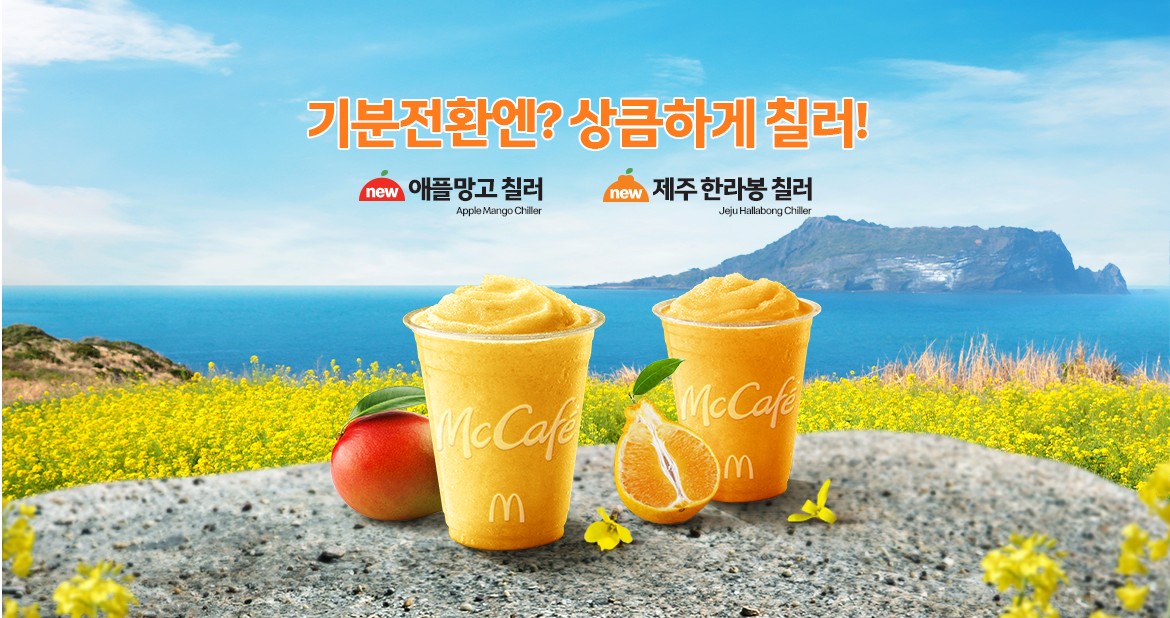 기분전환엔? 상큼하게 칠러!
new 애플망고 칠러
Apple Mango Chiller
new 제주 한라봉 칠러
Jeju Hallabong Chiller
McCafé
M
McCafé
M